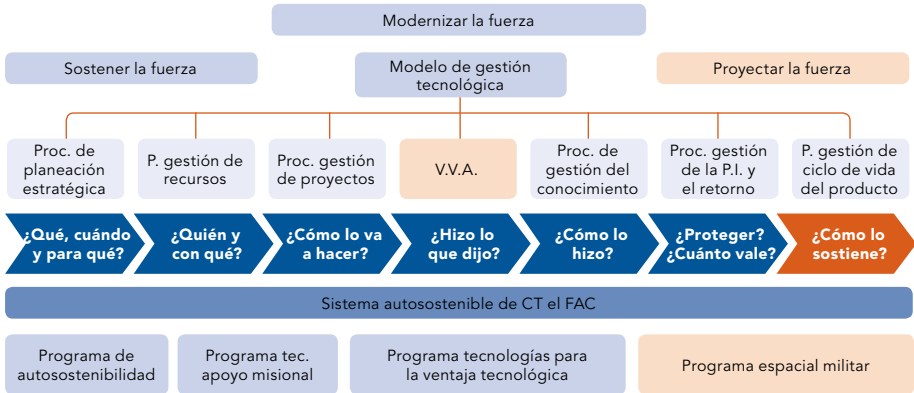 Modernizar la fuerza
Sostener la fuerza
Modelo de gestión
tecnológica
Proyectar la fuerza
Proc. de
planeación
estratégica
P. gestión de
recursos
Proc. gestión
de proyectos
V.V.A.
Proc. de
gestión del
conocimiento
Proc. gestión
de la P.I. y
el retorno
P. gestión de
ciclo de vida
del producto
¿Qué, cuándo
y para qué?
¿Quién y
con qué?
¿Cómo lo va
a hacer?
¿Hizo lo
que dijo?
¿Cómo lo
hizo?
¿Proteger?
¿Cuánto vale?
¿Cómo lo
sostiene?
Sistema autosostenible de CT el FAC
Programa de
autosostenibilidad
Programa tec.
apoyo misional
Programa tecnologías para
la ventaja tecnológica
Programa espacial militar